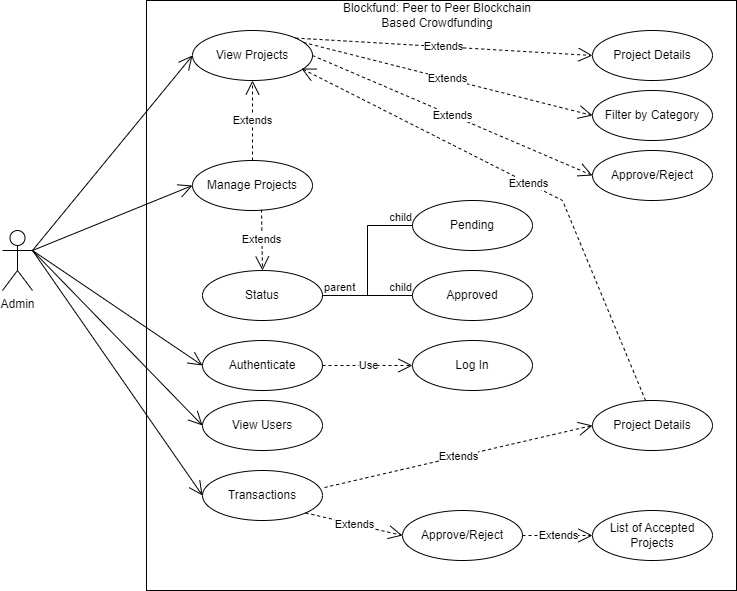 Blockfund: Peer to Peer Blockchain
Based Crowdfunding
View Projects
Extends
Project Details
Extends
Filter by Category
Extends
Extends
Approve/Reject
Manage Projects
Extends
child
Pending
Extends
Admin
Status
parent
child
Approved
Authenticate
Use
Log In
View Users
Project Details
Extends
Transactions
Extends
Approve/Reject
Extends
List of Accepted
Projects